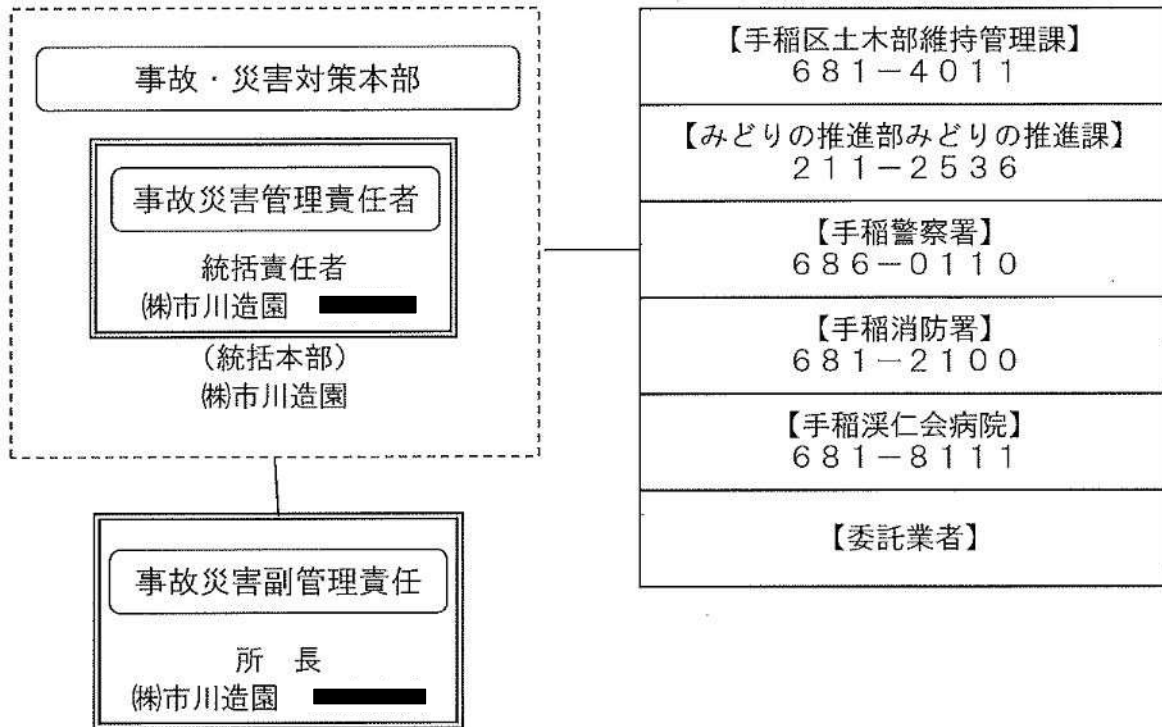 事故・災害対策本部
事故災害管理責任者
統括責任者
㈱市川造園
(統括本部)
㈱市川造園
事故災害副管理責任
所 長
㈱市川造園
【手稲区土木部維持管理課】
681-4011
【みどりの推進部みどりの推進課】
211-2536
【手稲警察署】
686-0110
【手稲消防署】
681-2100
【手稲渓仁会病院】
681-8111
【委託業者】